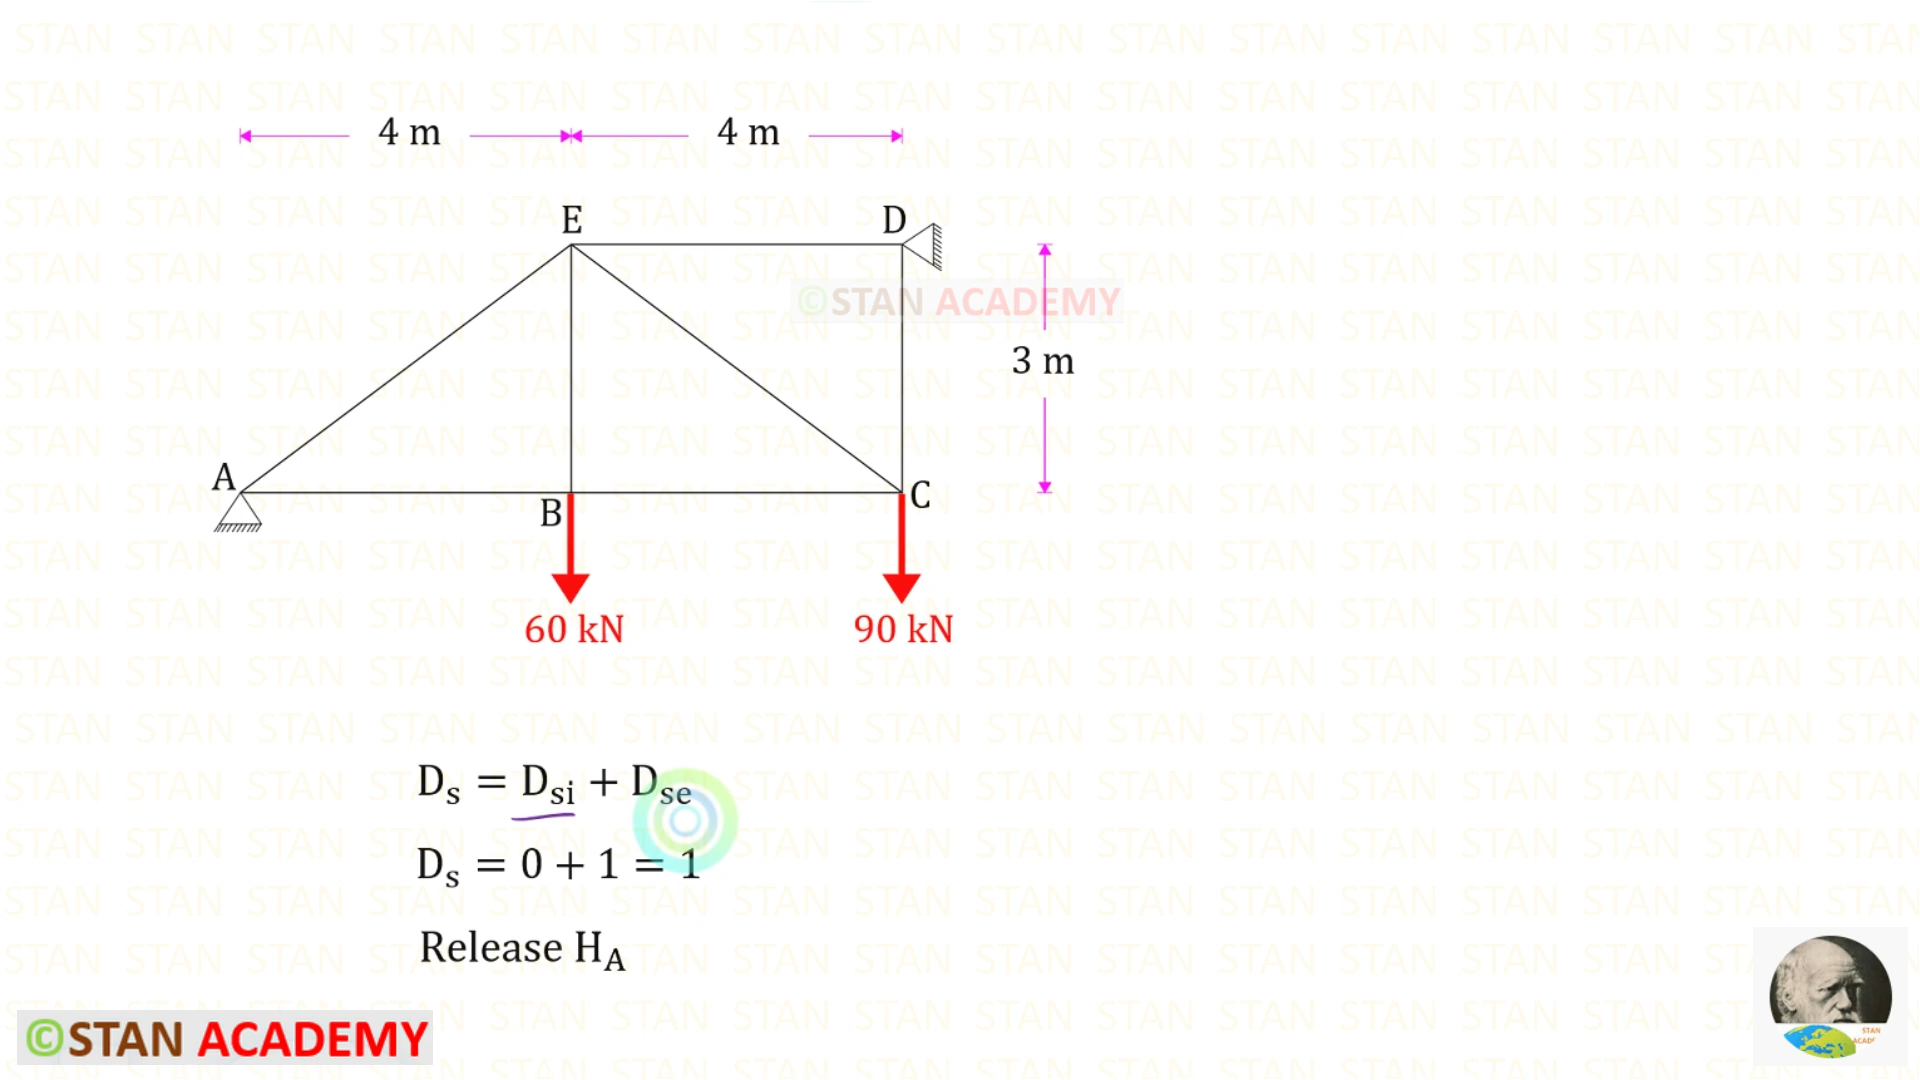 4 m 4 m
E D
©STAN ACADEMY
3 m
A B C
60 kN 90 kN
Dₛ = Dₛᵢ + Dₛₑ
Dₛ = 0 + 1 = 1
Release H_A
©STAN ACADEMY